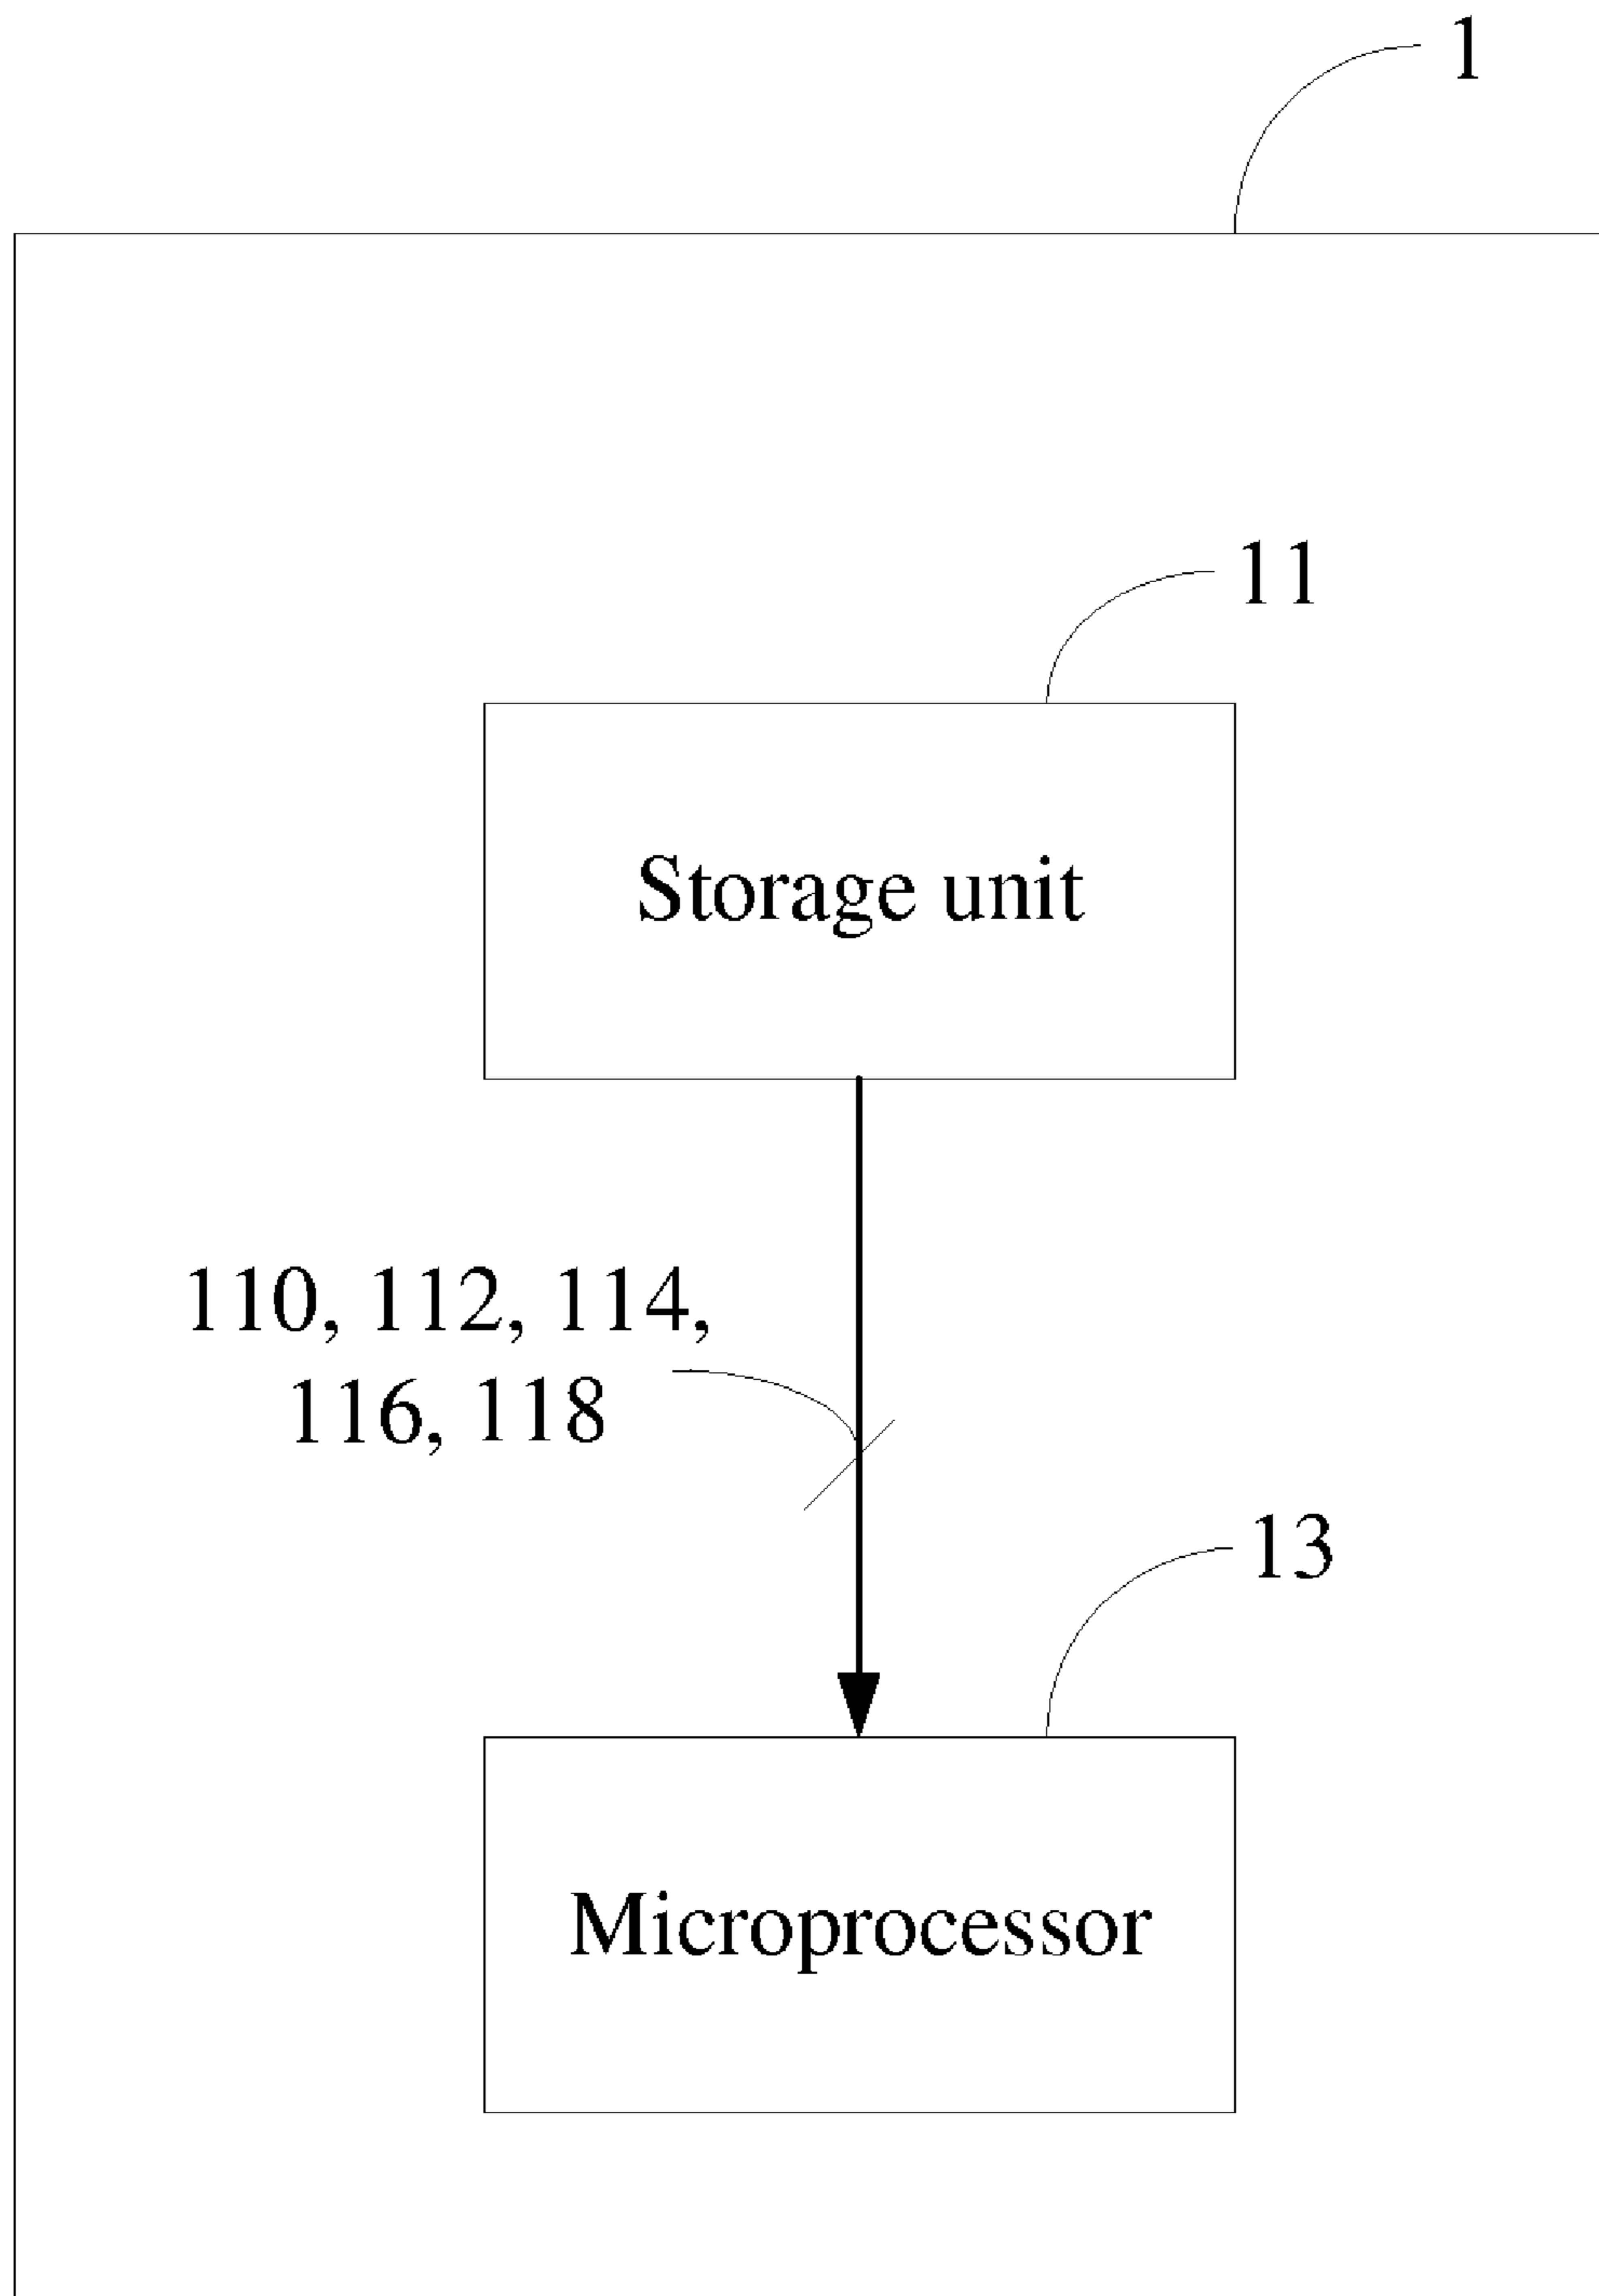 1
11
Storage unit
110, 112, 114,
116, 118
13
Microprocessor